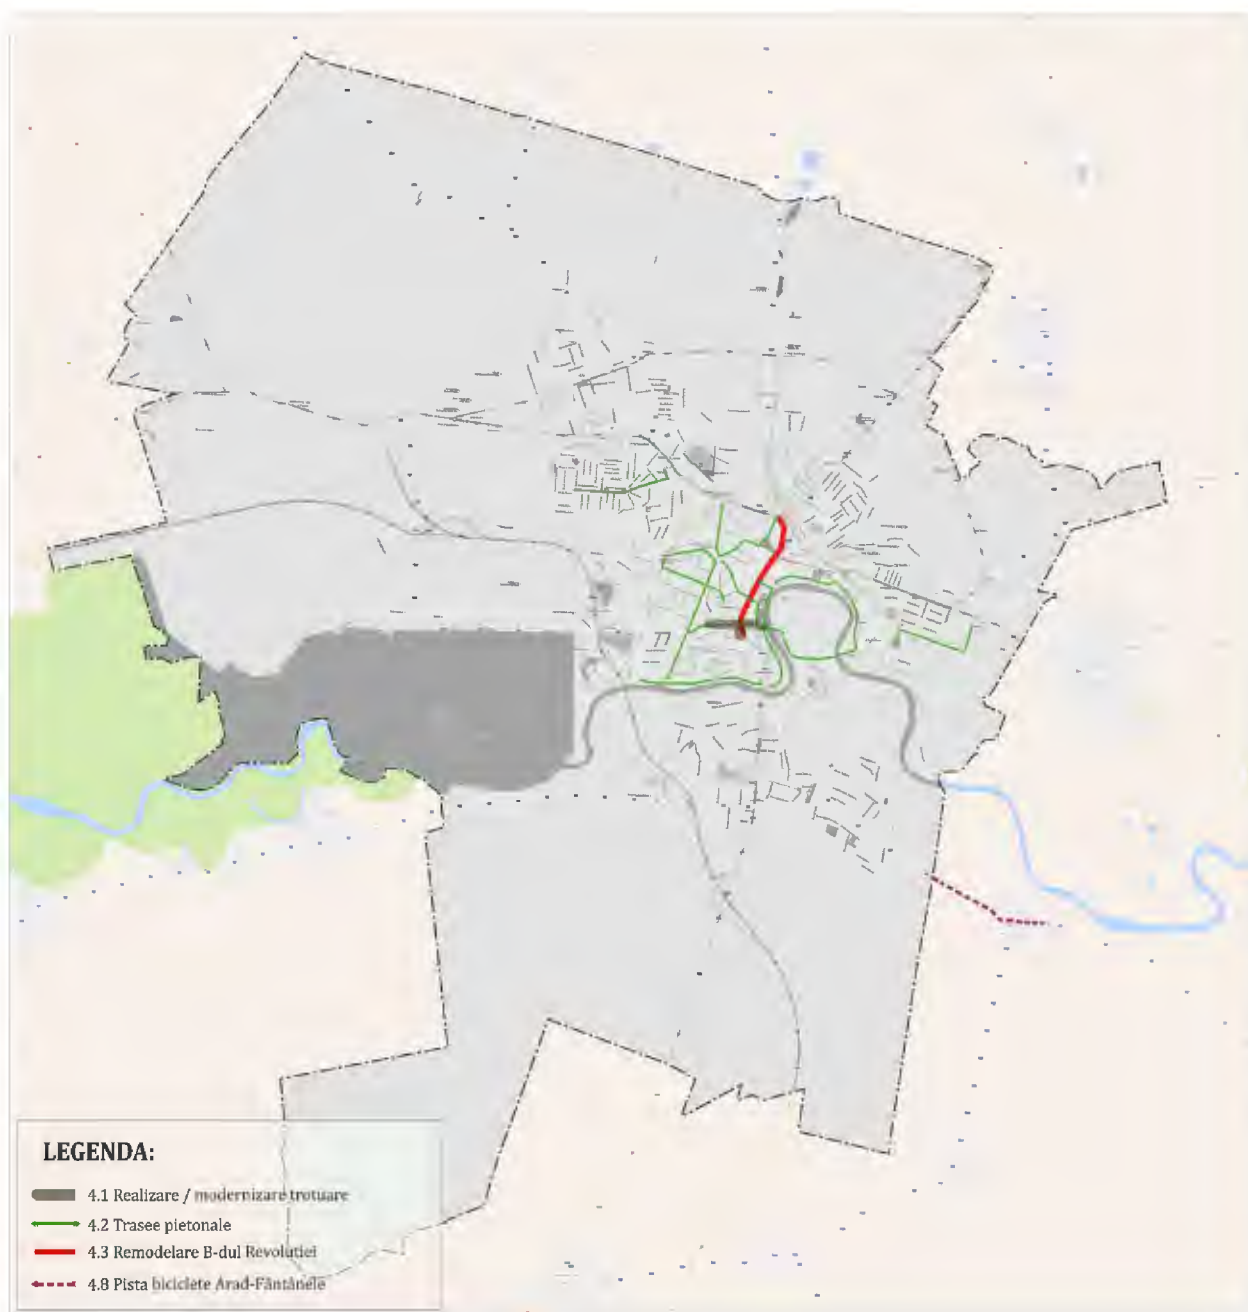 LEGENDA:
4.1 Realizare / modernizare trotuare
4.2 Trasee pietonale
4.3 Remodelare B-dul Revolutiei
4.8 Pista biciclete Arad-Fântânele